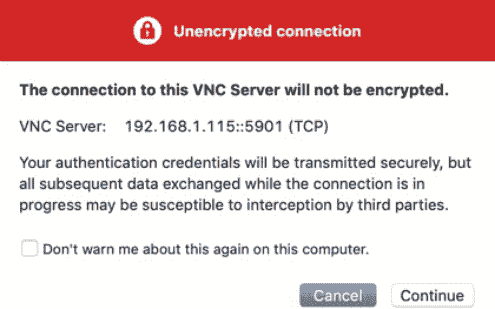 Unencrypted connection
The connection to this VNC Server will not be encrypted.
VNC Server: 192.168.1.115::5901 (TCP)
Your authentication credentials will be transmitted securely, but
all subsequent data exchanged while the connection is in
progress may be susceptible to interception by third parties.
Don't warn me about this again on this computer.
Cancel Continue